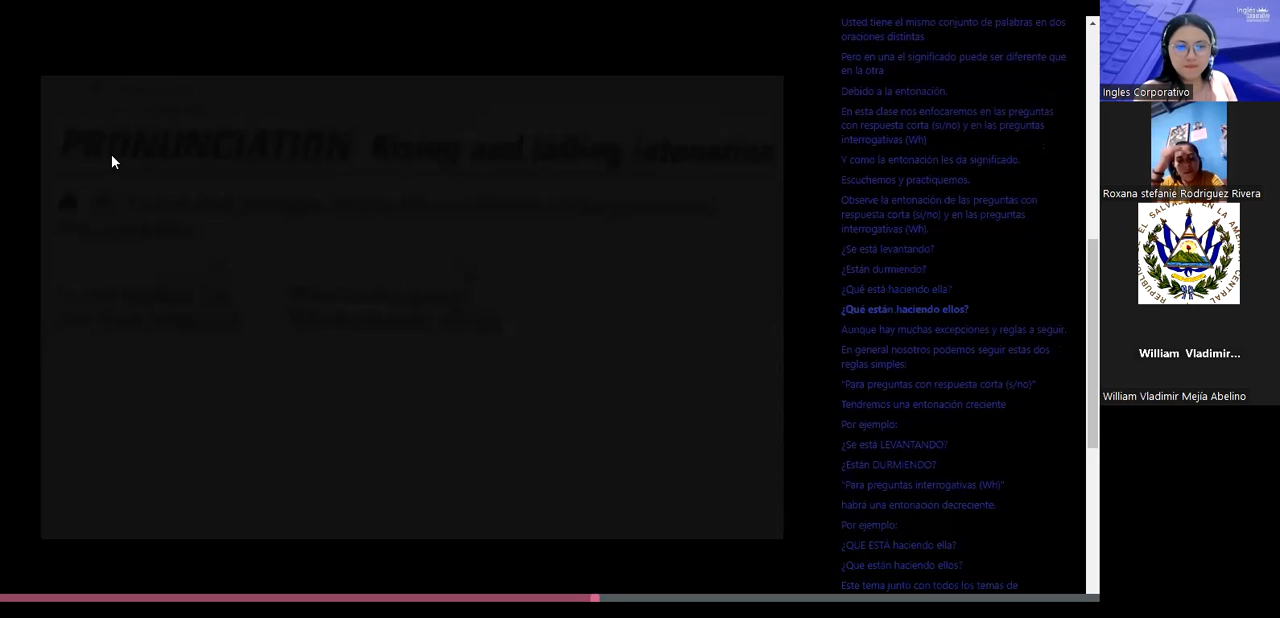 PRONUNCIATION Rising and falling intonation
Usted tiene el mismo conjunto de palabras en dos
oraciones distintas
Pero en una el significado puede ser diferente que
en la otra
Debido a la entonación.
En esta clase nos enfocaremos en las preguntas
con respuesta corta (si/no) y en las preguntas
interrogativas (Wh)
Y como la entonación les da significado.
Escuchemos y practiquemos.
Observe la entonación de las preguntas con
respuesta corta (si/no) y en las preguntas
interrogativas (Wh).
¿Se está levantando?
¿Están durmiendo?
¿Qué está haciendo ella?
¿Qué están haciendo ellos?
Aunque hay muchas excepciones y reglas a seguir.
En general nosotros podemos seguir estas dos
reglas simples:
"Para preguntas con respuesta corta (s/no)"
Tendremos una entonación creciente
Por ejemplo:
¿Se está LEVANTANDO?
¿Están DURMIENDO?
"Para preguntas interrogativas (Wh)"
habrá una entonación decreciente.
Por ejemplo:
¿QUE ESTÁ haciendo ella?
¿Que están haciendo ellos?
Este tema junto con todos los temas de
Ingles Corporativo
Roxana stefanie Rodriguez Rivera
EL SALVADOR EN LA AMERICA CENTRAL
REPUBLICA
William Vladimir...
William Vladimir Mejía Abelino